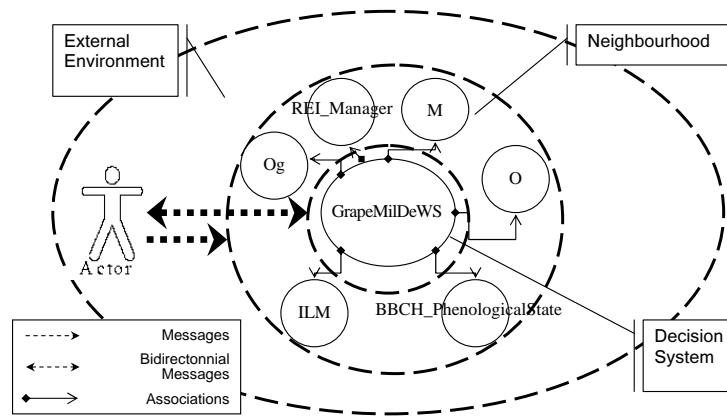 External
Environment
Neighbourhood
REI_Manager
M
Og
O
GrapeMilDeWS
Actor
ILM
BBCH_PhenologicalState
Messages
Bidirectonnial
Messages
Associations
Decision
System